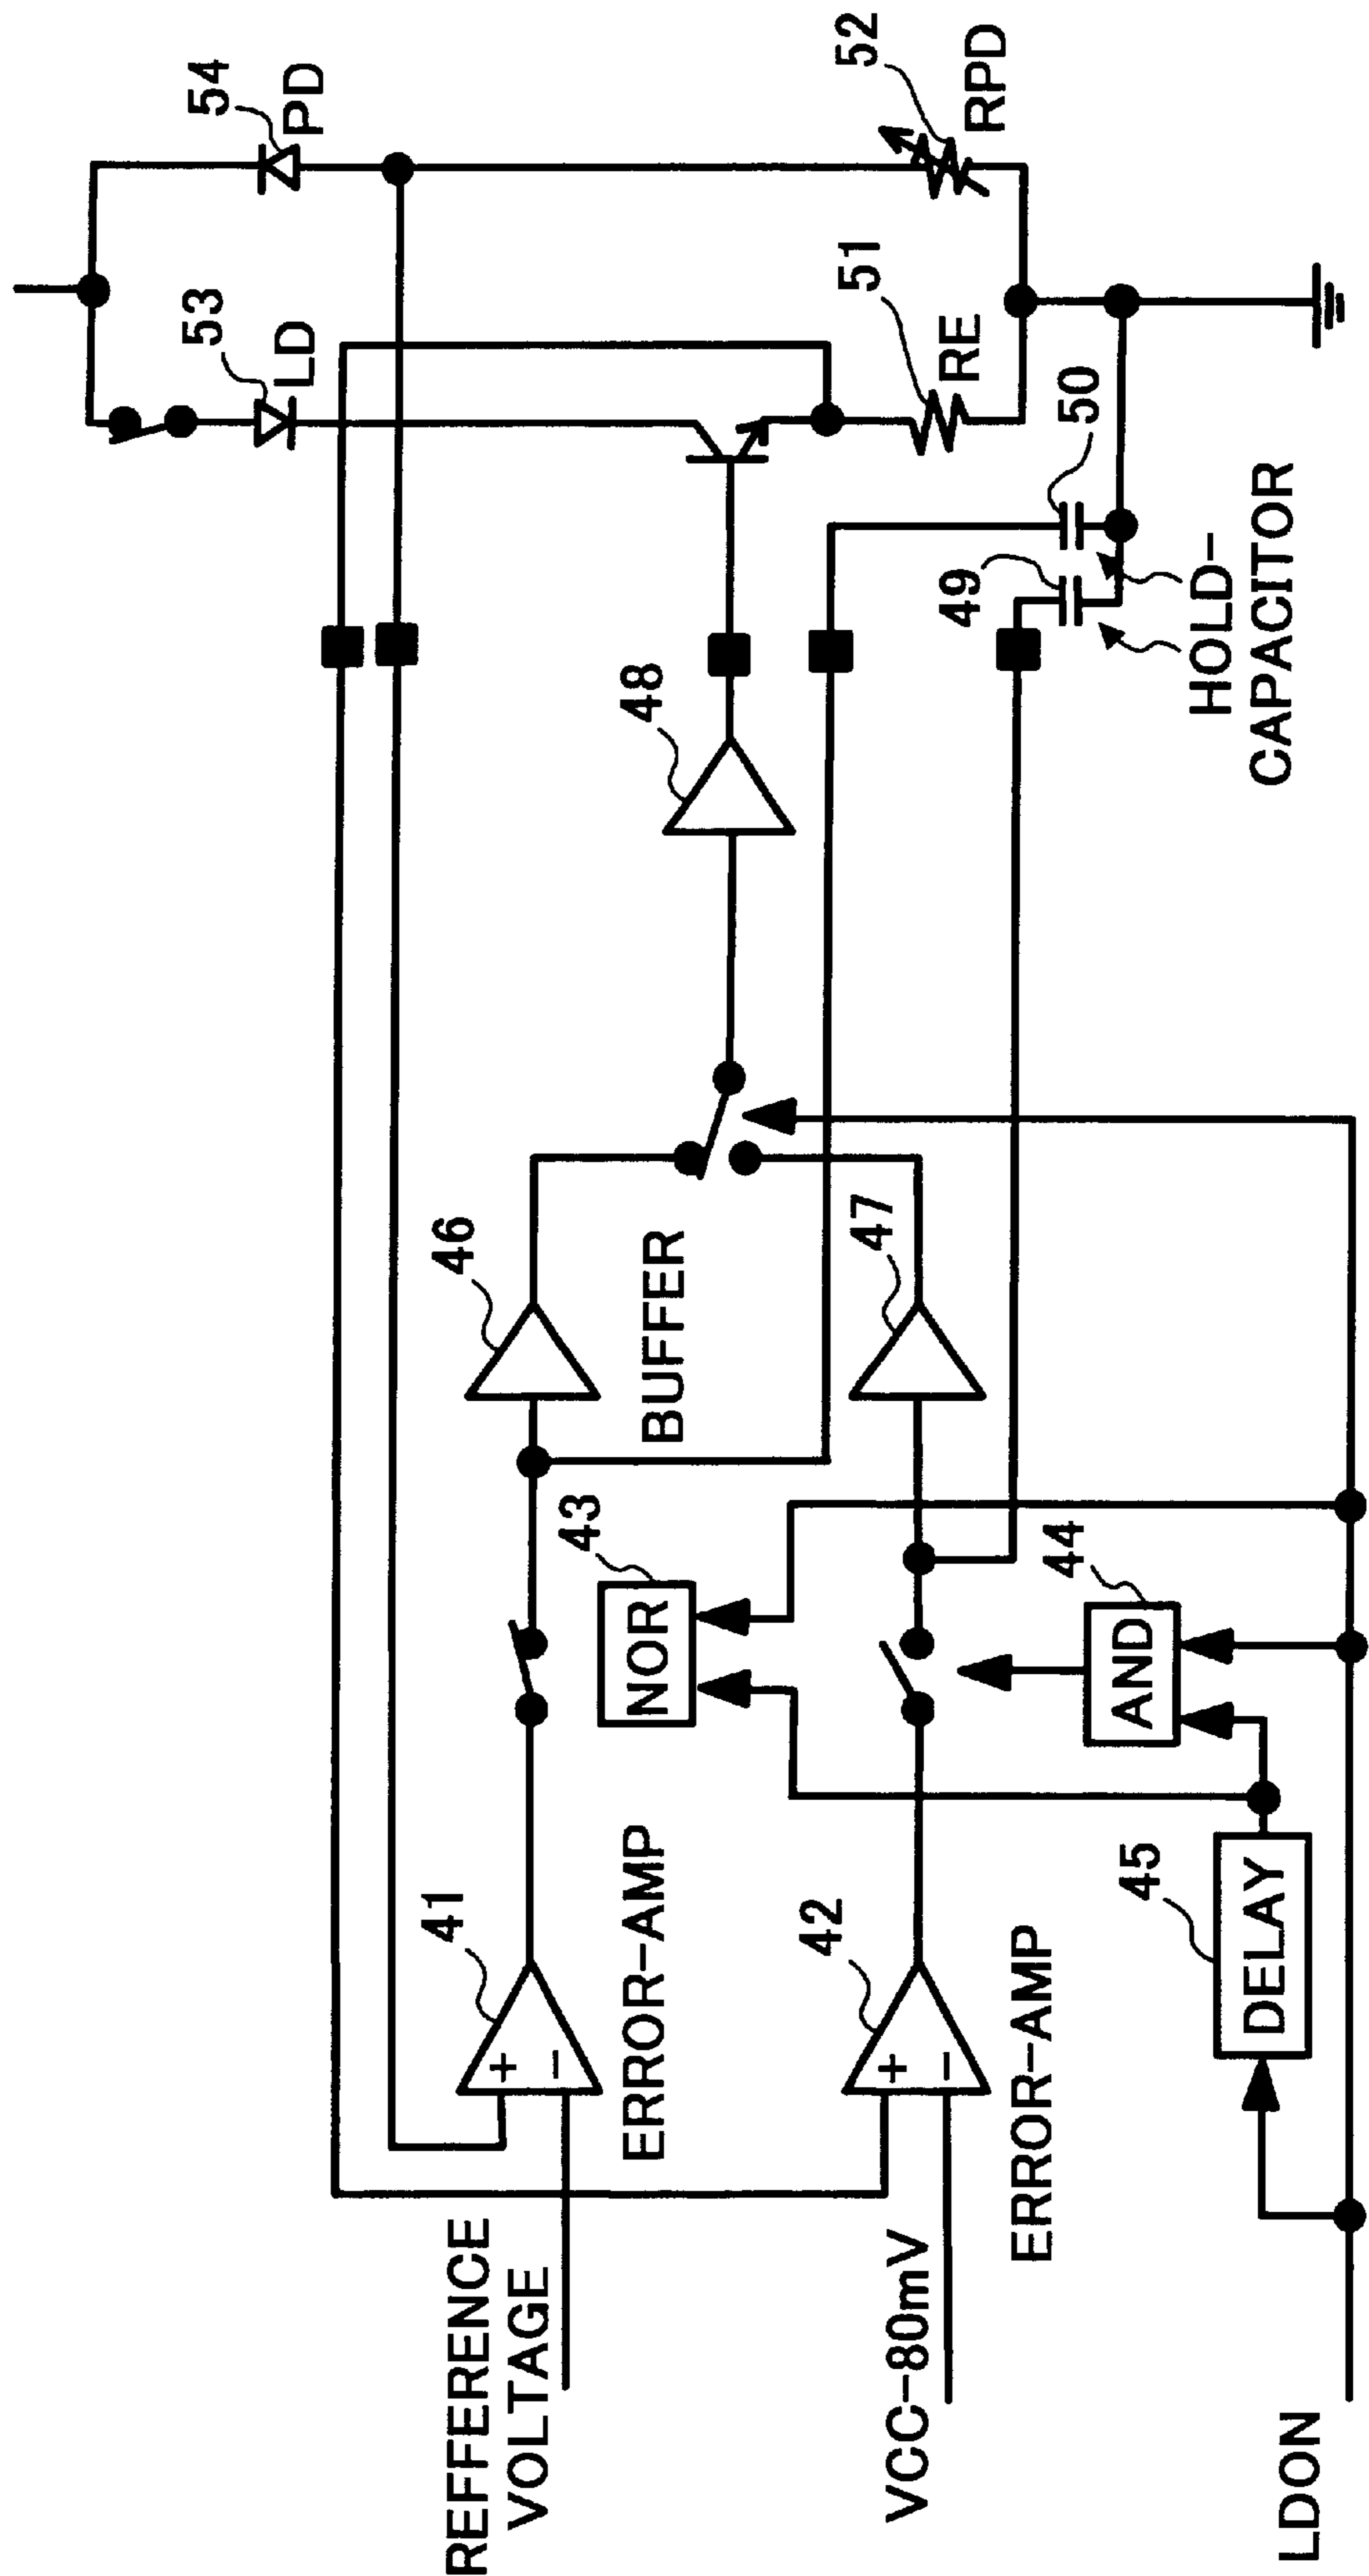 REFFERENCE
VOLTAGE
VCC-80mV
LDON
41
+
−
ERROR-AMP
42
+
−
ERROR-AMP
45
DELAY
43
NOR
44
AND
46
BUFFER
47
48
49
50
HOLD-
CAPACITOR
53
LD
54
PD
51
RE
52
RPD